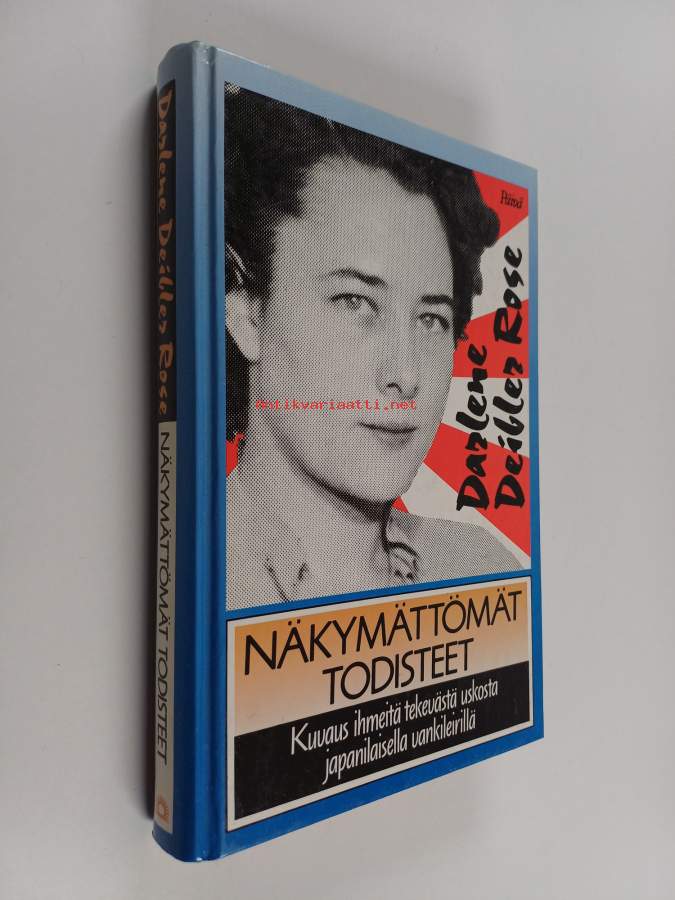 Darlene Deibler Rose
NÄKYMÄTTÖMÄT TODISTEET
Päivä
Darlene
Deibler Rose
Antikvariaatti.net
NÄKYMÄTTÖMÄT
TODISTEET
Kuvaus ihmeitä tekevästä uskosta
japanilaisella vankileirillä